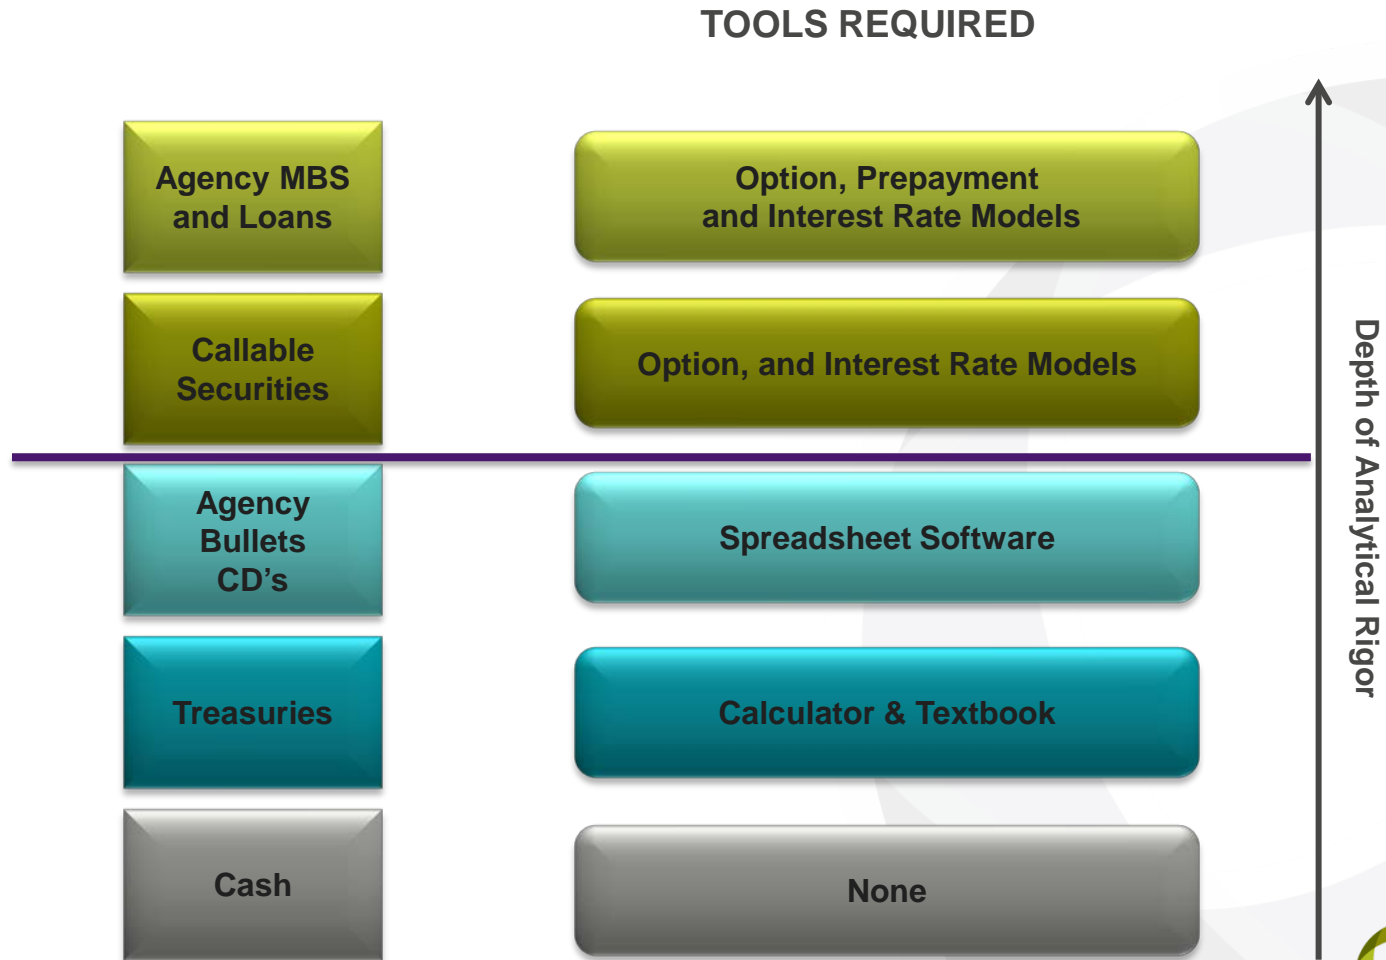 TOOLS REQUIRED
Agency MBS
and Loans
Option, Prepayment
and Interest Rate Models
Callable
Securities
Option, and Interest Rate Models
Agency
Bullets
CD’s
Spreadsheet Software
Treasuries
Calculator & Textbook
Cash
None
Depth of Analytical Rigor